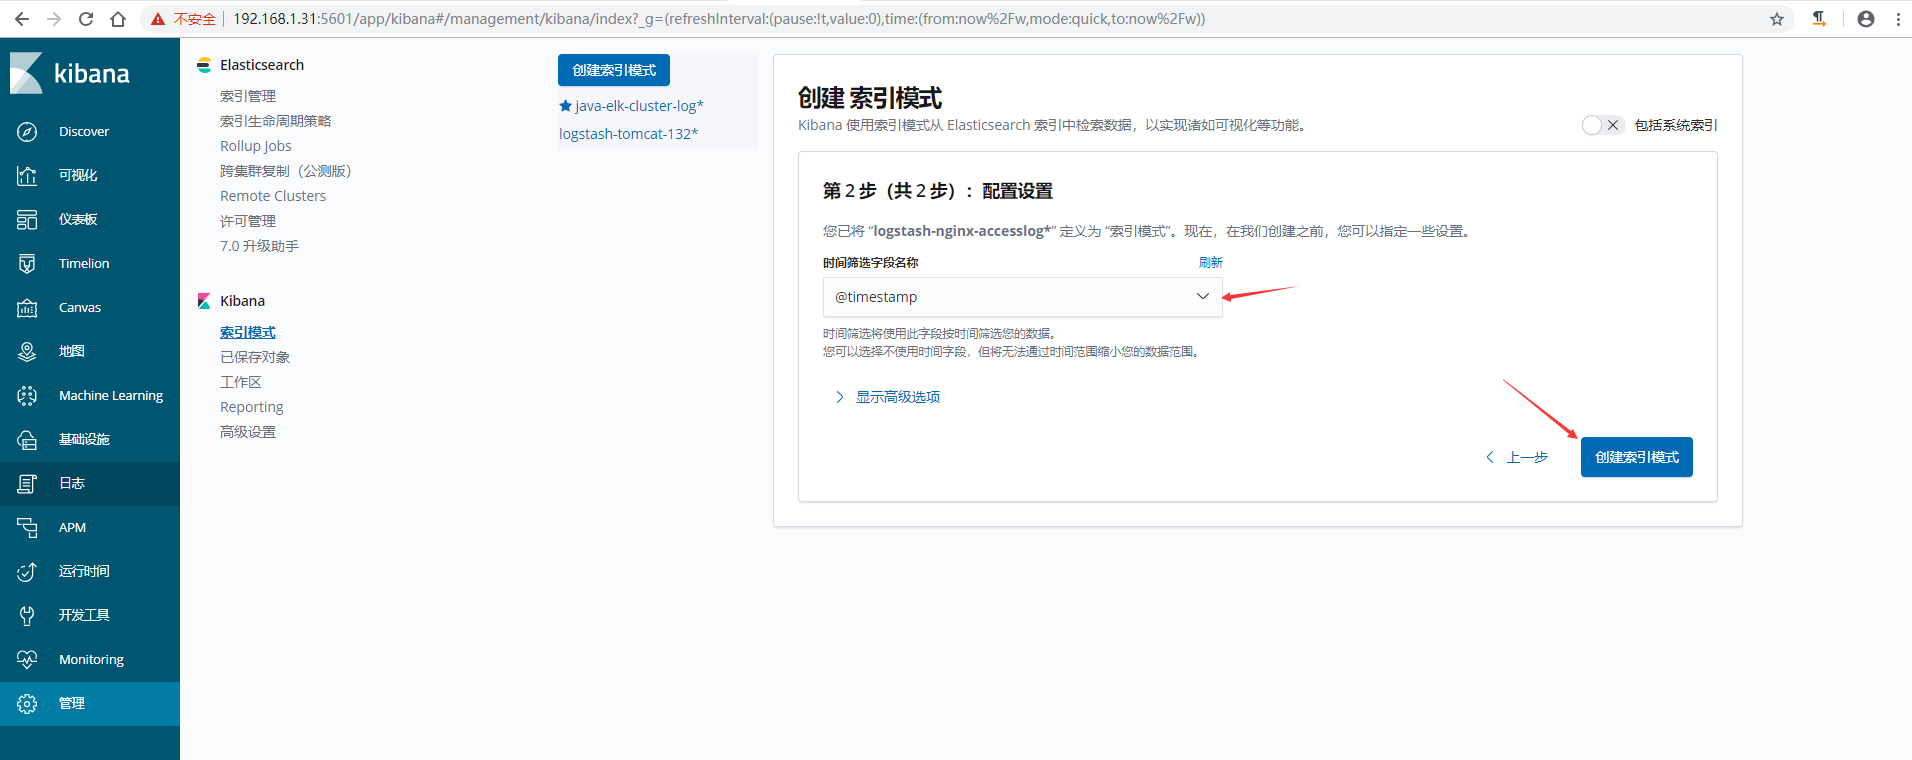 不安全 192.168.1.31:5601/app/kibana#/management/kibana/index?_g=(refreshInterval:(pause:!t,value:0),time:(from:now%2Fw,mode:quick,to:now%2Fw))
kibana
Discover
可视化
仪表板
Timelion
Canvas
地图
Machine Learning
基础设施
日志
APM
运行时间
开发工具
Monitoring
管理
Elasticsearch
索引管理
索引生命周期策略
Rollup Jobs
跨集群复制（公测版）
Remote Clusters
许可管理
7.0 升级助手
Kibana
索引模式
已保存对象
工作区
Reporting
高级设置
创建索引模式
java-elk-cluster-log*
logstash-tomcat-132*
创建 索引模式
Kibana 使用索引模式从 Elasticsearch 索引中检索数据，以实现诸如可视化等功能。
包括系统索引
第 2 步（共 2 步）：配置设置
您已将 “logstash-nginx-accesslog*” 定义为 “索引模式”。现在，在我们创建之前，您可以指定一些设置。
时间筛选字段名称 刷新
@timestamp
时间筛选将使用此字段按时间筛选您的数据。
您可以选择不使用时间字段，但将无法通过时间范围缩小您的数据范围。
显示高级选项
上一步 创建索引模式